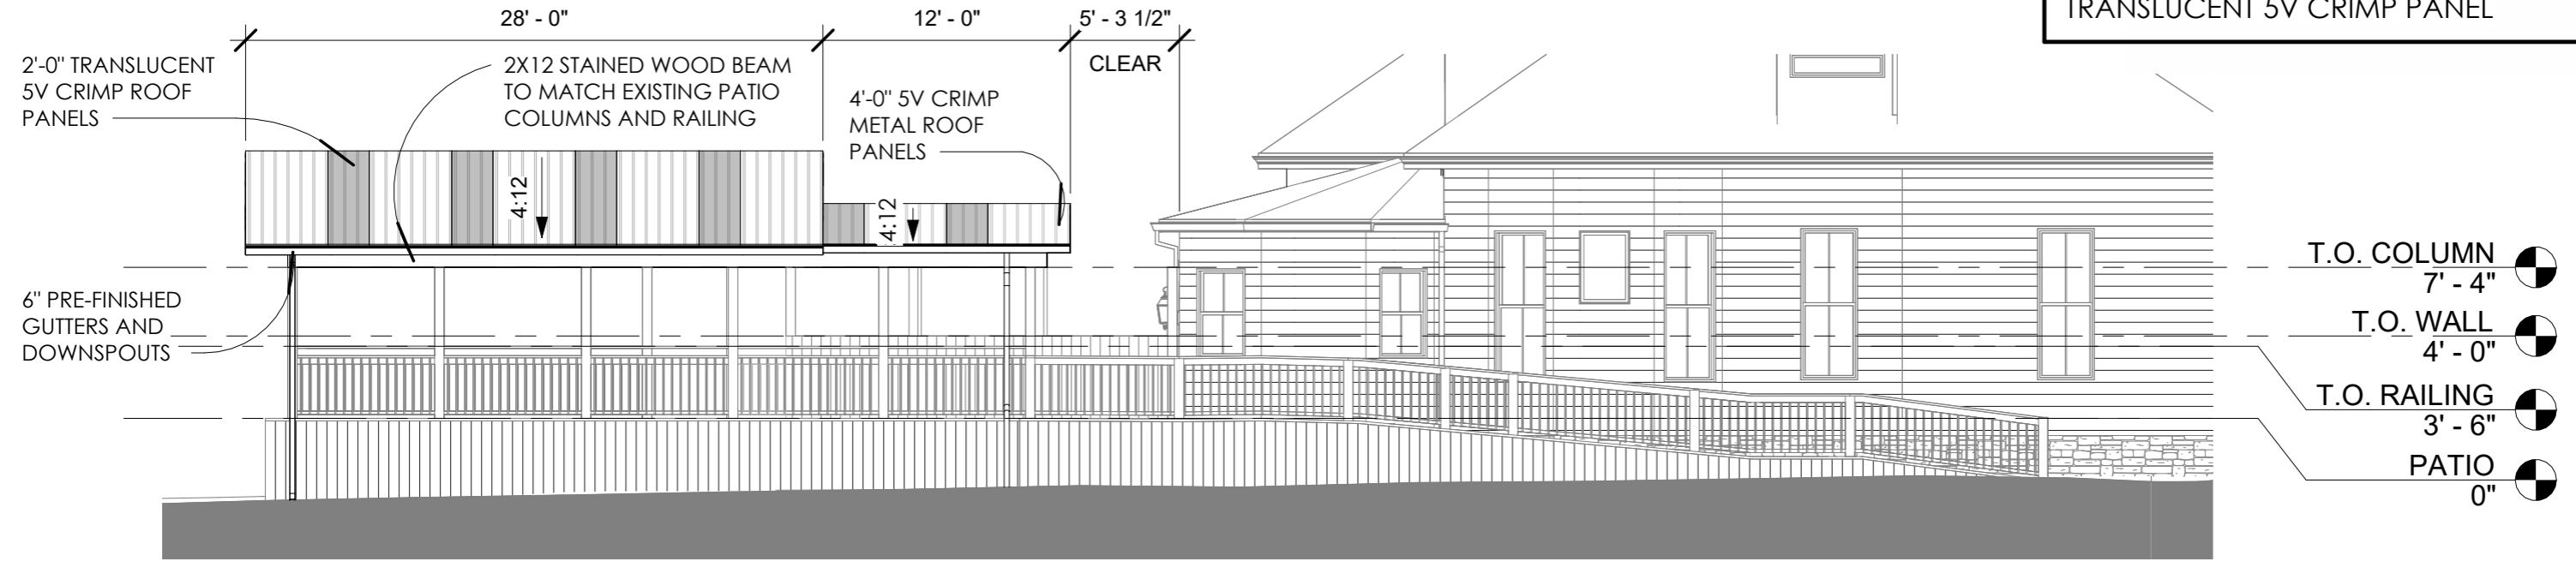 28' - 0"
12' - 0"
5' - 3 1/2"
CLEAR
TRANSLUCENT 5V CRIMP PANEL
2'-0" TRANSLUCENT
5V CRIMP ROOF
PANELS
2X12 STAINED WOOD BEAM
TO MATCH EXISTING PATIO
COLUMNS AND RAILING
4'-0" 5V CRIMP
METAL ROOF
PANELS
4:12
4:12
6" PRE-FINISHED
GUTTERS AND
DOWNSPOUTS
T.O. COLUMN
7' - 4"
T.O. WALL
4' - 0"
T.O. RAILING
3' - 6"
PATIO
0"